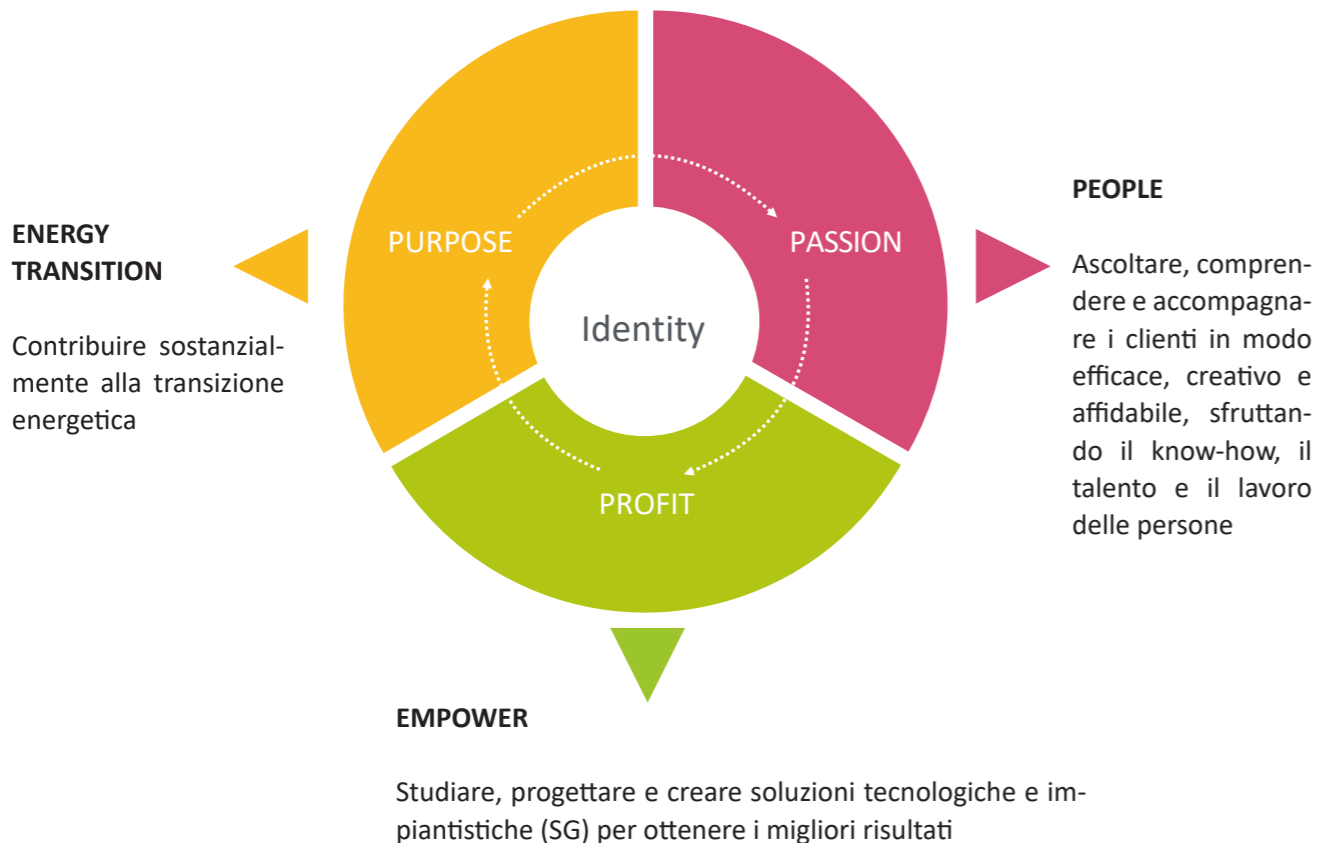 PURPOSE
PASSION
Identity
PROFIT
ENERGY
TRANSITION
Contribuire sostanzial-
mente alla transizione
energetica
PEOPLE
Ascoltare, compren-
dere e accompagna-
re i clienti in modo
efficace, creativo e
affidabile, sfruttan-
do il know-how, il
talento e il lavoro
delle persone
EMPOWER
Studiare, progettare e creare soluzioni tecnologiche e im-
piantistiche (SG) per ottenere i migliori risultati